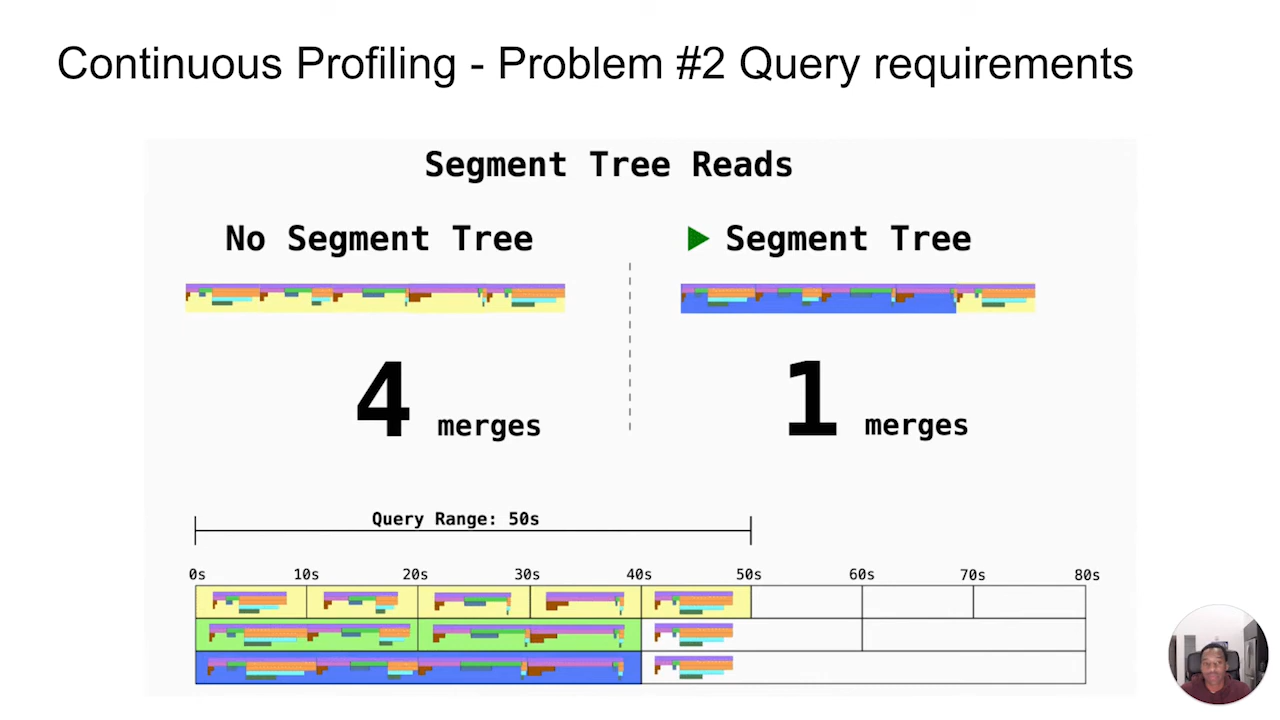 Continuous Profiling - Problem #2 Query requirements
Segment Tree Reads
No Segment Tree
Segment Tree
4 merges
1 merges
Query Range: 50s
0s 10s 20s 30s 40s 50s 60s 70s 80s